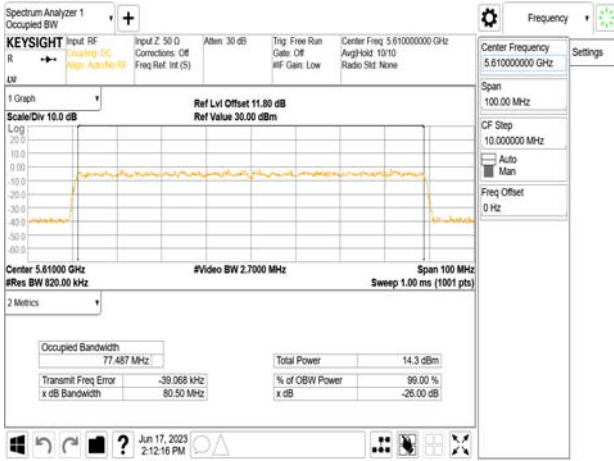 Spectrum Analyzer 1
Occupied BW
Frequency
KEYSIGHT
R
Input: RF
Coupling: DC
Align: Auto/No RF
Input Z: 50 Ω
Corrections: Off
Freq Ref: Int (S)
Atten: 30 dB
Trig: Free Run
Gate: Off
#IF Gain: Low
Center Freq: 5.610000000 GHz
Avg|Hold: 10/10
Radio Std: None
Center Frequency
5.610000000 GHz
Settings
Span
100.00 MHz
CF Step
10.000000 MHz
Auto
Man
Freq Offset
0 Hz
1 Graph
Scale/Div 10.0 dB
Ref Lvl Offset 11.80 dB
Ref Value 30.00 dBm
Log
20.0
10.0
0.00
-10.0
-20.0
-30.0
-40.0
-50.0
-60.0
Center 5.61000 GHz
#Res BW 820.00 kHz
#Video BW 2.7000 MHz
Span 100 MHz
Sweep 1.00 ms (1001 pts)
2 Metrics
Occupied Bandwidth
77.487 MHz
Total Power 14.3 dBm
Transmit Freq Error -39.068 kHz
% of OBW Power 99.00 %
x dB Bandwidth 80.50 MHz
x dB -26.00 dB
?
Jun 17, 2023
2:12:16 PM